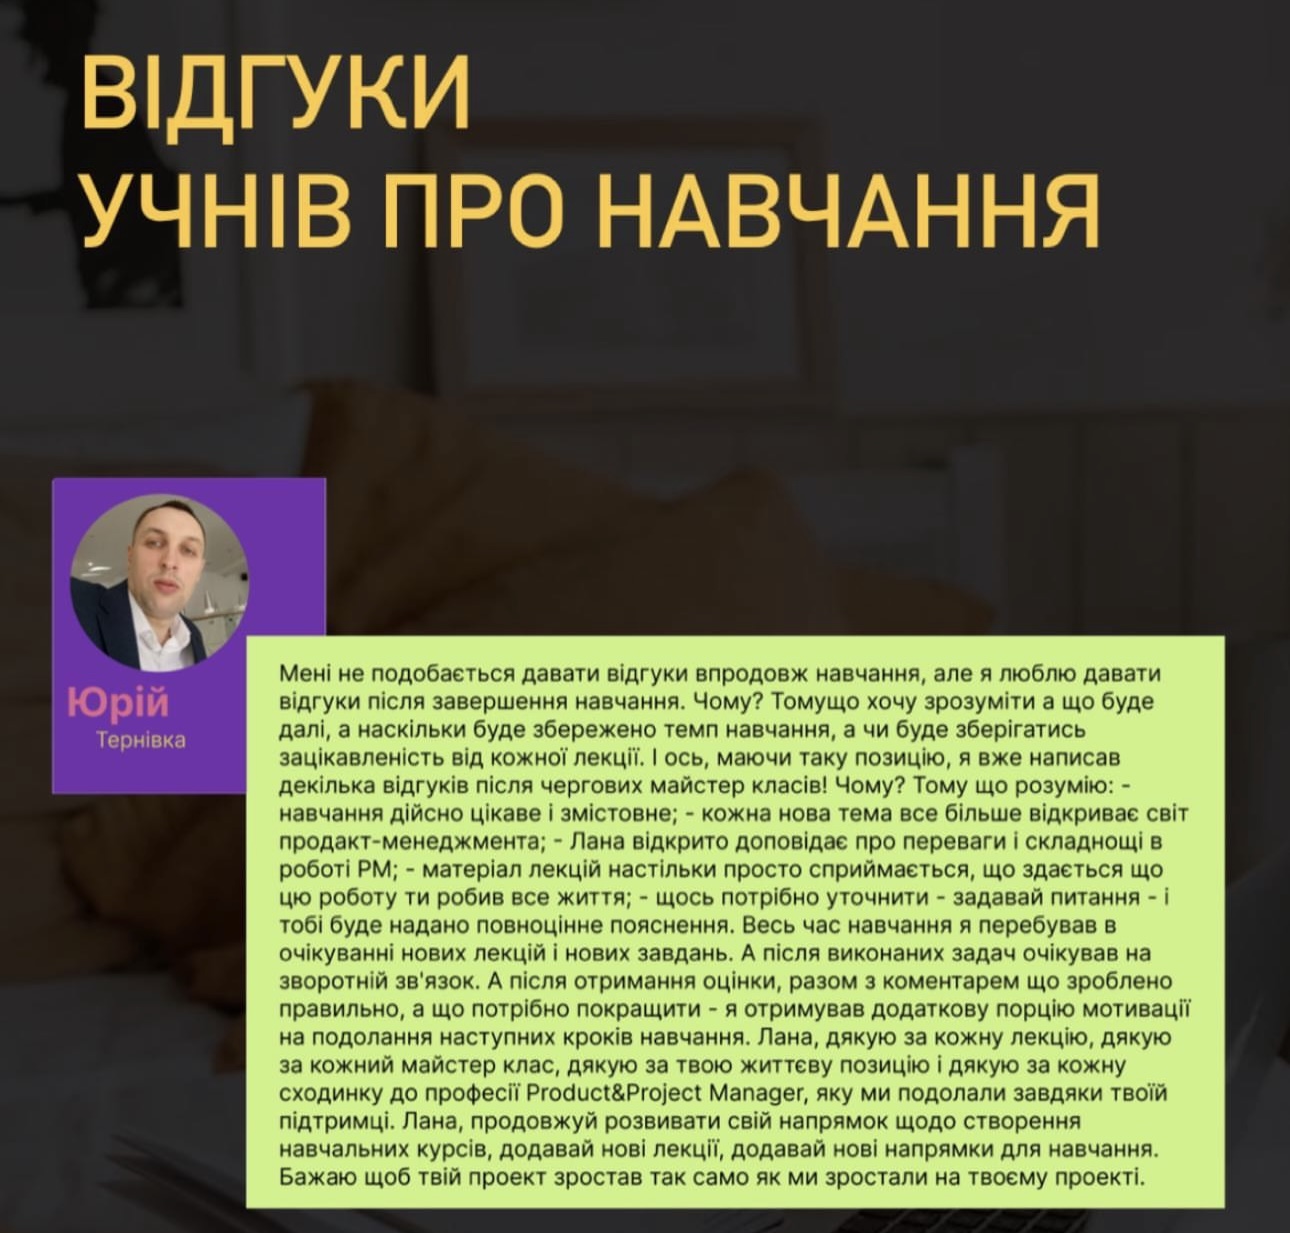 ВІДГУКИ
УЧНІВ ПРО НАВЧАННЯ
Юрій
Тернівка
Мені не подобається давати відгуки впродовж навчання, але я люблю давати
відгуки після завершення навчання. Чому? Томущо хочу зрозуміти а що буде
далі, а наскільки буде збережено темп навчання, а чи буде зберігатись
зацікавленість від кожної лекції. І ось, маючи таку позицію, я вже написав
декілька відгуків після чергових майстер класів! Чому? Тому що розумію: -
навчання дійсно цікаве і змістовне; - кожна нова тема все більше відкриває світ
продакт-менеджмента; - Лана відкрито доповідає про переваги і складнощі в
роботі РМ; - матеріал лекцій настільки просто сприймається, що здається що
цю роботу ти робив все життя; - щось потрібно уточнити - задавай питання - і
тобі буде надано повноцінне пояснення. Весь час навчання я перебував в
очікуванні нових лекцій і нових завдань. А після виконаних задач очікував на
зворотній зв'язок. А після отримання оцінки, разом з коментарем що зроблено
правильно, а що потрібно покращити - я отримував додаткову порцію мотивації
на подолання наступних кроків навчання. Лана, дякую за кожну лекцію, дякую
за кожний майстер клас, дякую за твою життєву позицію і дякую за кожну
сходинку до професії Product&Project Manager, яку ми подолали завдяки твоїй
підтримці. Лана, продовжуй розвивати свій напрямок щодо створення
навчальних курсів, додавай нові лекції, додавай нові напрямки для навчання.
Бажаю щоб твій проект зростав так само як ми зростали на твоєму проекті.